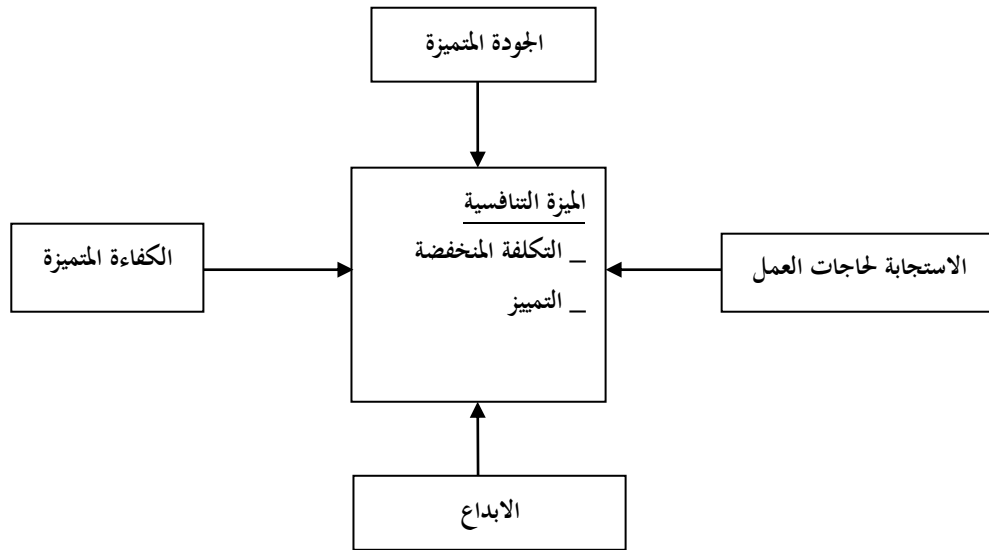 الجودة المتميزة
الميزة التنافسية
_ التكلفة المنخفضة
_ التمييز
الاستجابة لحاجات العمل
الكفاءة المتميزة
الابداع